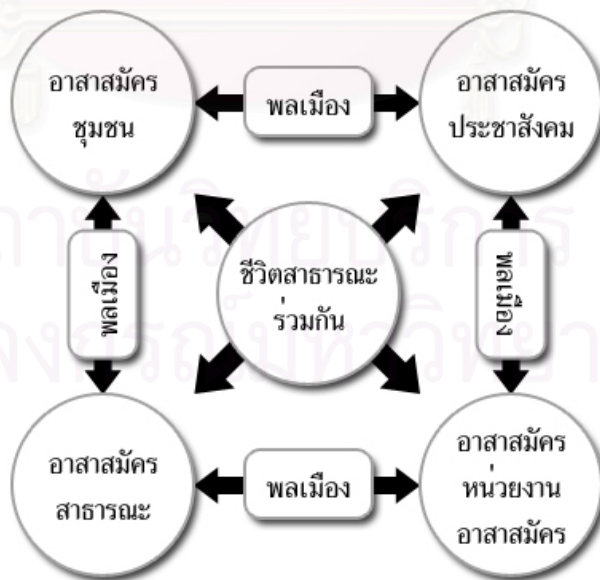 อาสาสมัคร
ชุมชน
พลเมือง
อาสาสมัคร
ประชาสังคม
พลเมือง
ชีวิตสาธารณะ
ร่วมกัน
พลเมือง
อาสาสมัคร
สาธารณะ
พลเมือง
อาสาสมัคร
หน่วยงาน
อาสาสมัคร